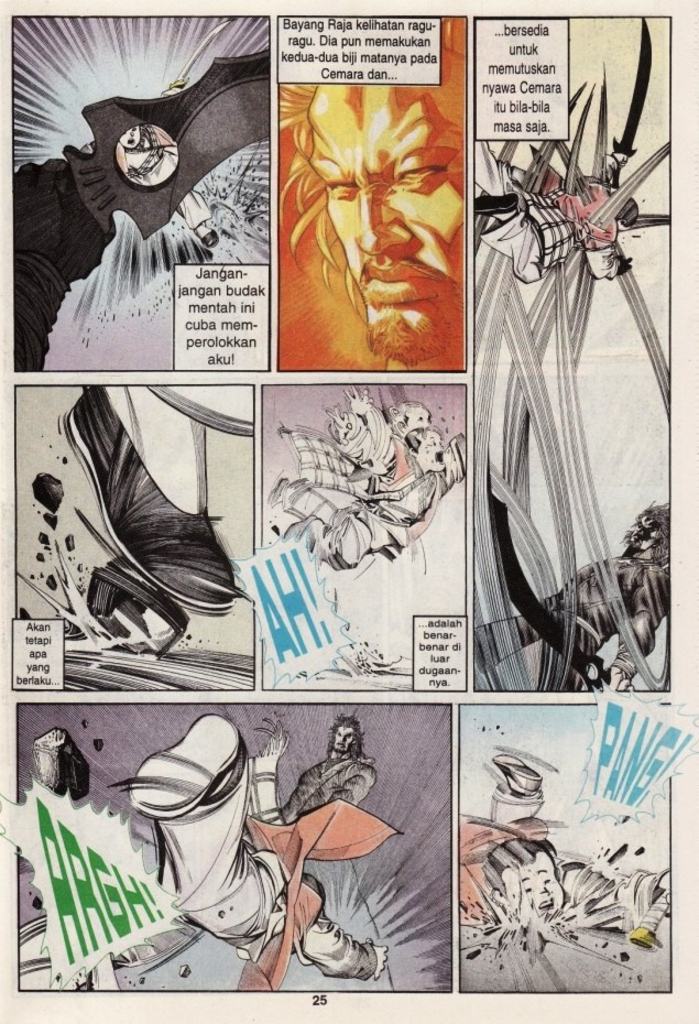 Jangan-
jangan budak
mentah ini
cuba mem-
perolokkan
aku!
Bayang Raja kelihatan ragu-
ragu. Dia pun memakukan
kedua-dua biji matanya pada
Cemara dan...
...bersedia
untuk
memutuskan
nyawa Cemara
itu bila-bila
masa saja.
Akan
tetapi
apa
yang
berlaku...
AH!
...adalah
benar-
benar di
luar
dugaan-
nya.
ARGH!
PANG!
25